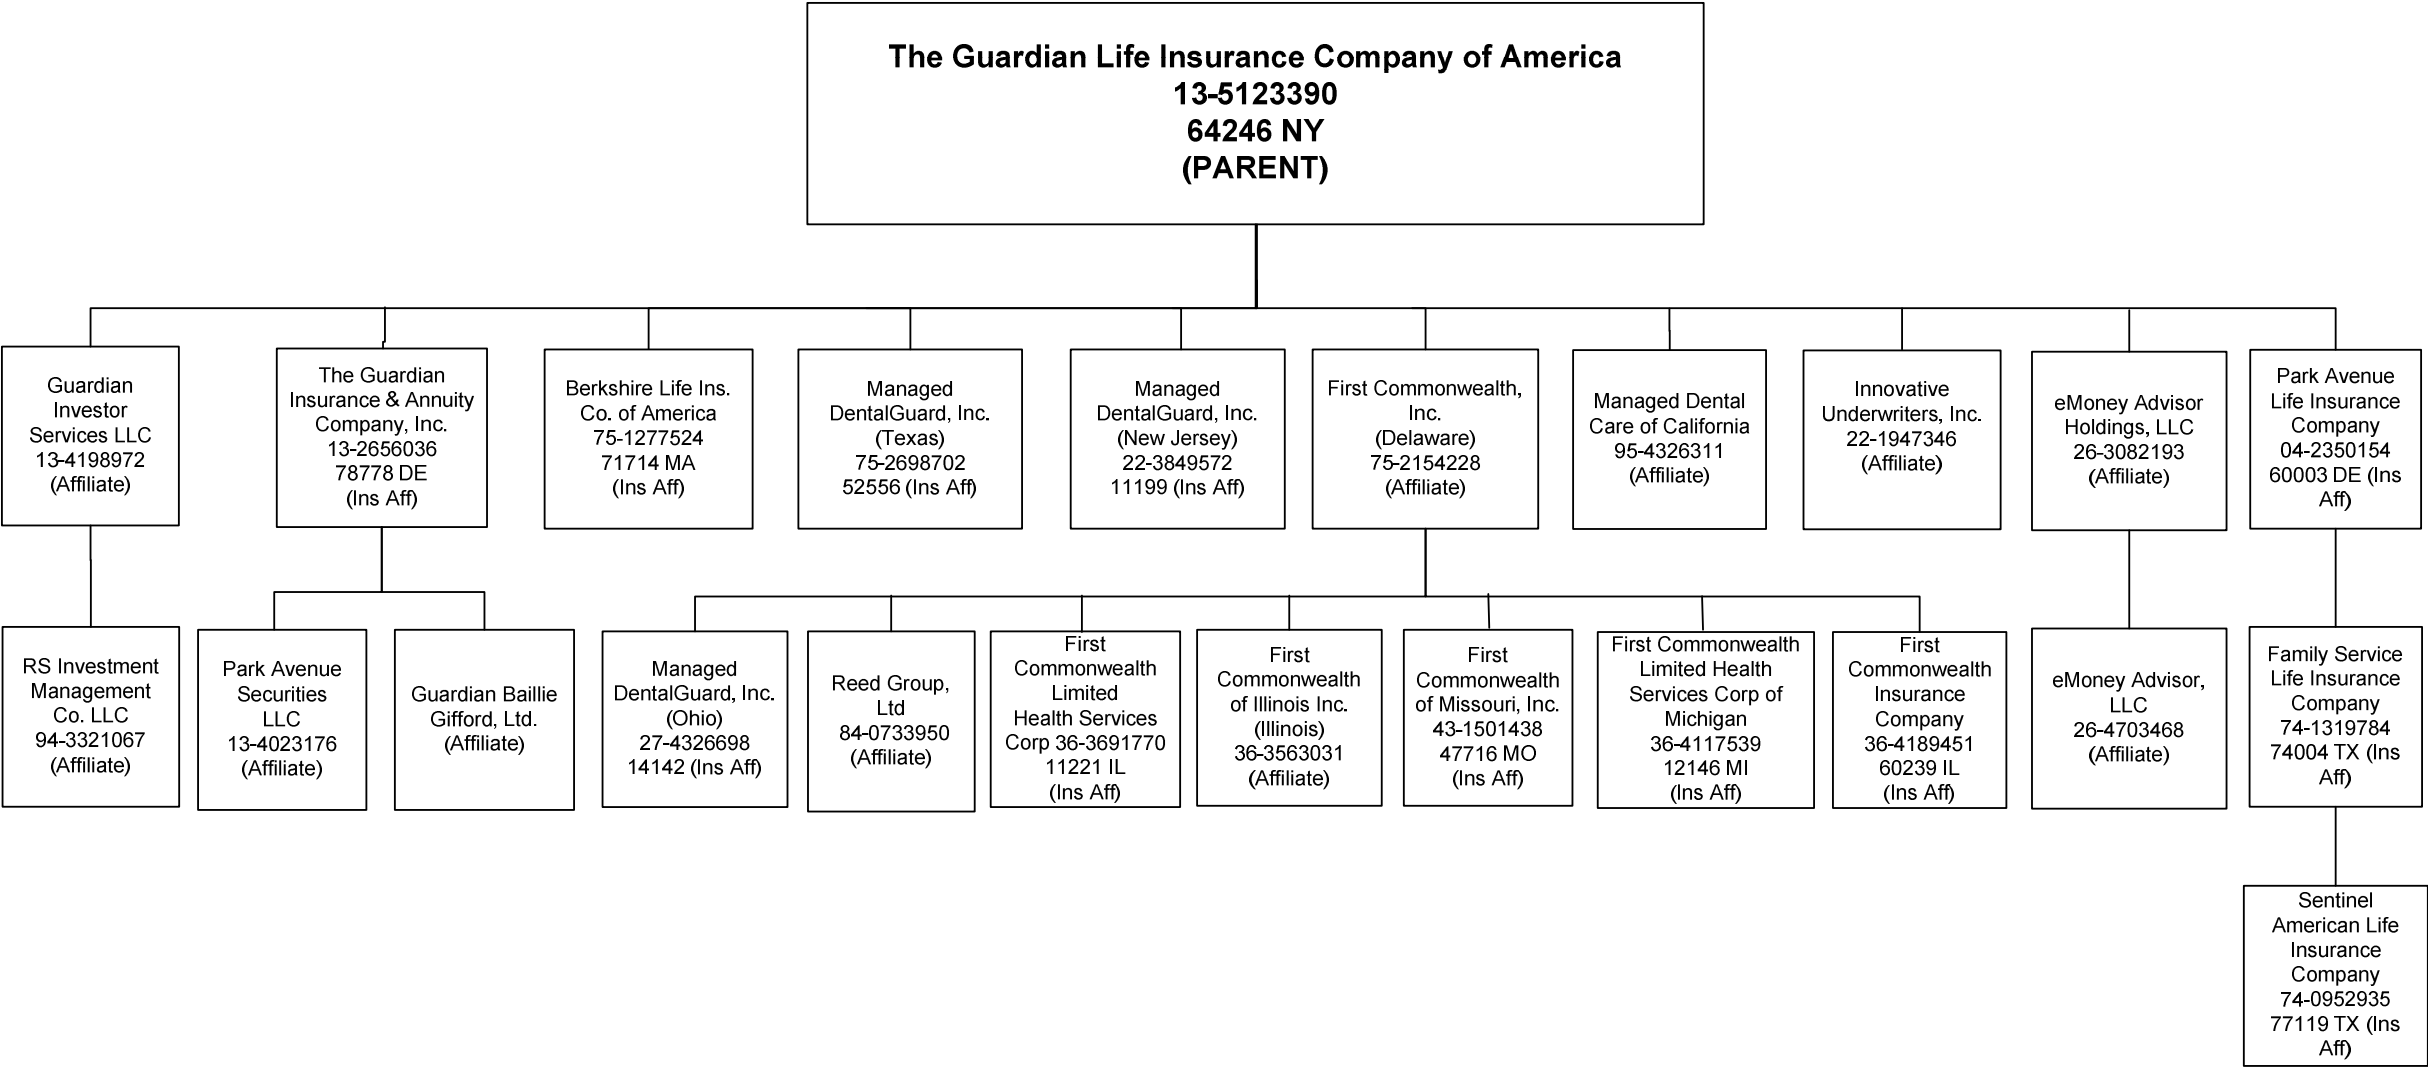 The Guardian Life Insurance Company of America
13-5123390
64246 NY
(PARENT)
Guardian
Investor
Services LLC
13-4198972
(Affiliate)
The Guardian
Insurance & Annuity
Company, Inc.
13-2656036
78778 DE
(Ins Aff)
Berkshire Life Ins.
Co. of America
75-1277524
71714 MA
(Ins Aff)
Managed
DentalGuard, Inc.
(Texas)
75-2698702
52556 (Ins Aff)
Managed
DentalGuard, Inc.
(New Jersey)
22-3849572
11199 (Ins Aff)
First Commonwealth,
Inc.
(Delaware)
75-2154228
(Affiliate)
Managed Dental
Care of California
95-4326311
(Affiliate)
Innovative
Underwriters, Inc.
22-1947346
(Affiliate)
eMoney Advisor
Holdings, LLC
26-3082193
(Affiliate)
Park Avenue
Life Insurance
Company
04-2350154
60003 DE (Ins
Aff)
RS Investment
Management
Co. LLC
94-3321067
(Affiliate)
Park Avenue
Securities
LLC
13-4023176
(Affiliate)
Guardian Baillie
Gifford, Ltd.
(Affiliate)
Managed
DentalGuard, Inc.
(Ohio)
27-4326698
14142 (Ins Aff)
Reed Group,
Ltd
84-0733950
(Affiliate)
First
Commonwealth
Limited
Health Services
Corp 36-3691770
11221 IL
(Ins Aff)
First
Commonwealth
of Illinois Inc.
(Illinois)
36-3563031
(Affiliate)
First
Commonwealth
of Missouri, Inc.
43-1501438
47716 MO
(Ins Aff)
First Commonwealth
Limited Health
Services Corp of
Michigan
36-4117539
12146 MI
(Ins Aff)
First
Commonwealth
Insurance
Company
36-4189451
60239 IL
(Ins Aff)
eMoney Advisor,
LLC
26-4703468
(Affiliate)
Family Service
Life Insurance
Company
74-1319784
74004 TX (Ins
Aff)
Sentinel
American Life
Insurance
Company
74-0952935
77119 TX (Ins
Aff)